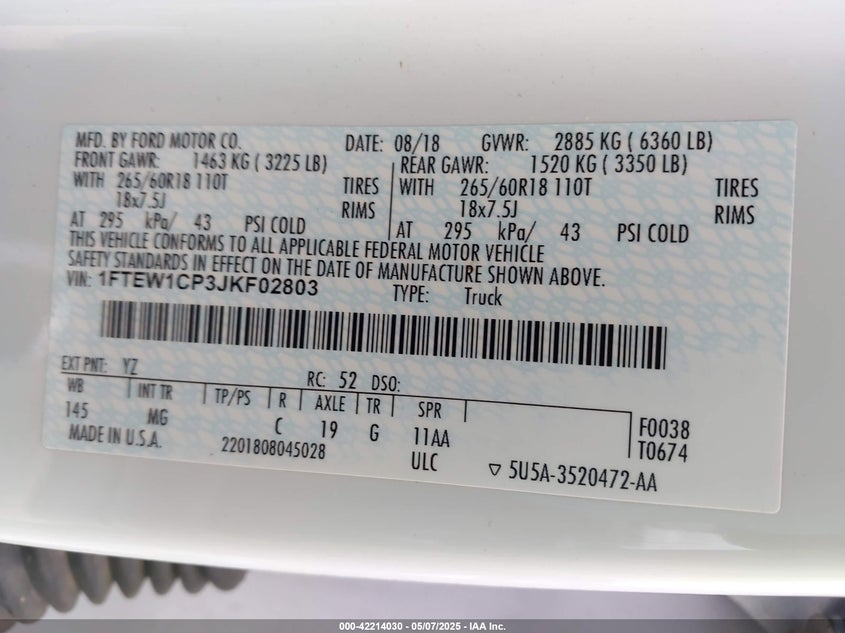 MFD. BY FORD MOTOR CO. DATE: 08/18 GVWR: 2885 KG ( 6360 LB)
FRONT GAWR: 1463 KG ( 3225 LB) REAR GAWR: 1520 KG ( 3350 LB)
WITH 265/60R18 110T TIRES WITH 265/60R18 110T TIRES
18x7.5J RIMS 18x7.5J RIMS
AT 295 kPa/ 43 PSI COLD AT 295 kPa/ 43 PSI COLD
THIS VEHICLE CONFORMS TO ALL APPLICABLE FEDERAL MOTOR VEHICLE
SAFETY STANDARDS IN EFFECT ON THE DATE OF MANUFACTURE SHOWN ABOVE.
VIN: 1FTEW1CP3JKF02803 TYPE: Truck
EXT PNT: YZ RC: 52 DSO:
WB INT TR TP/PS R AXLE TR SPR
145 MG C 19 G 11AA F0038
MADE IN U.S.A. 2201808045028 ULC T0674
▽ 5U5A-3520472-AA
000-42214030 — 05/07/2025 — IAA Inc.